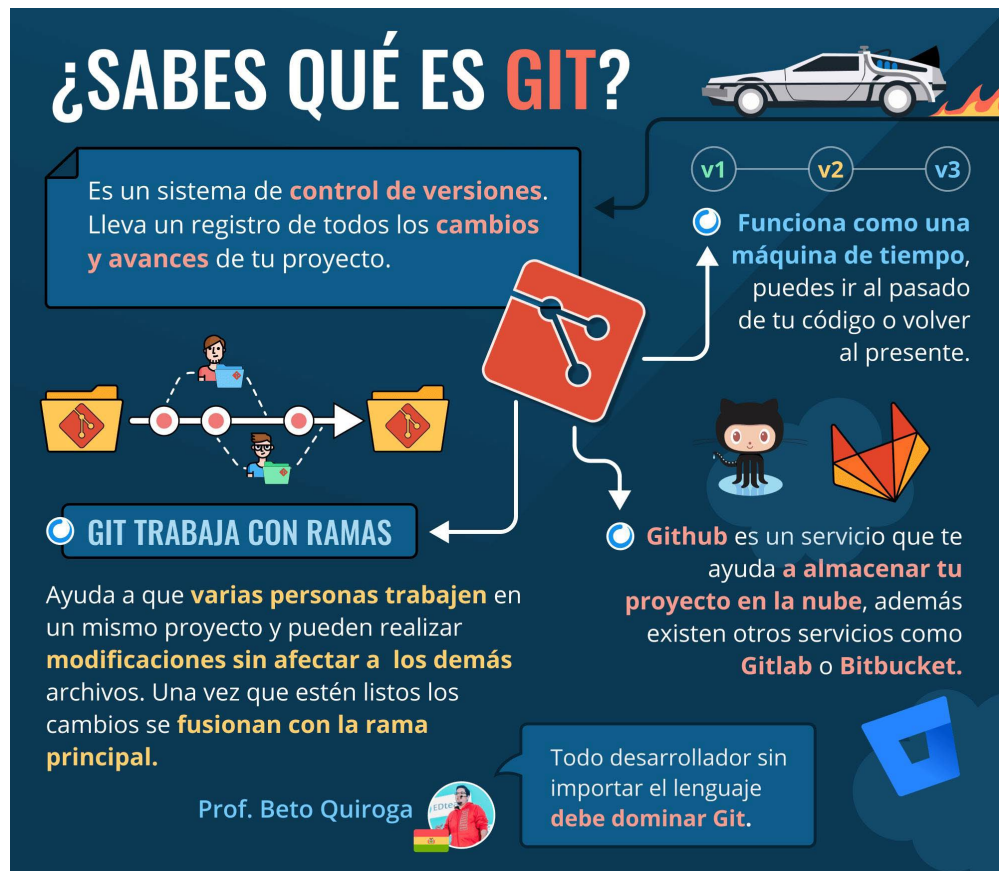 ¿SABES QUÉ ES GIT?
Es un sistema de control de versiones.
Lleva un registro de todos los cambios
y avances de tu proyecto.
v1
v2
v3
Funciona como una
máquina de tiempo,
puedes ir al pasado
de tu código o volver
al presente.
GIT TRABAJA CON RAMAS
Ayuda a que varias personas trabajen en
un mismo proyecto y pueden realizar
modificaciones sin afectar a los demás
archivos. Una vez que estén listos los
cambios se fusionan con la rama
principal.
Github es un servicio que te
ayuda a almacenar tu
proyecto en la nube, además
existen otros servicios como
Gitlab o Bitbucket.
Prof. Beto Quiroga
Todo desarrollador sin
importar el lenguaje
debe dominar Git.